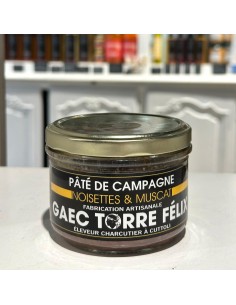 PÂTÉ DE CAMPAGNE
NOISETTES & MUSCAT
FABRICATION ARTISANALE
GAEC TORRE FÉLIX
ÉLEVEUR CHARCUTIER À CUTTOLI